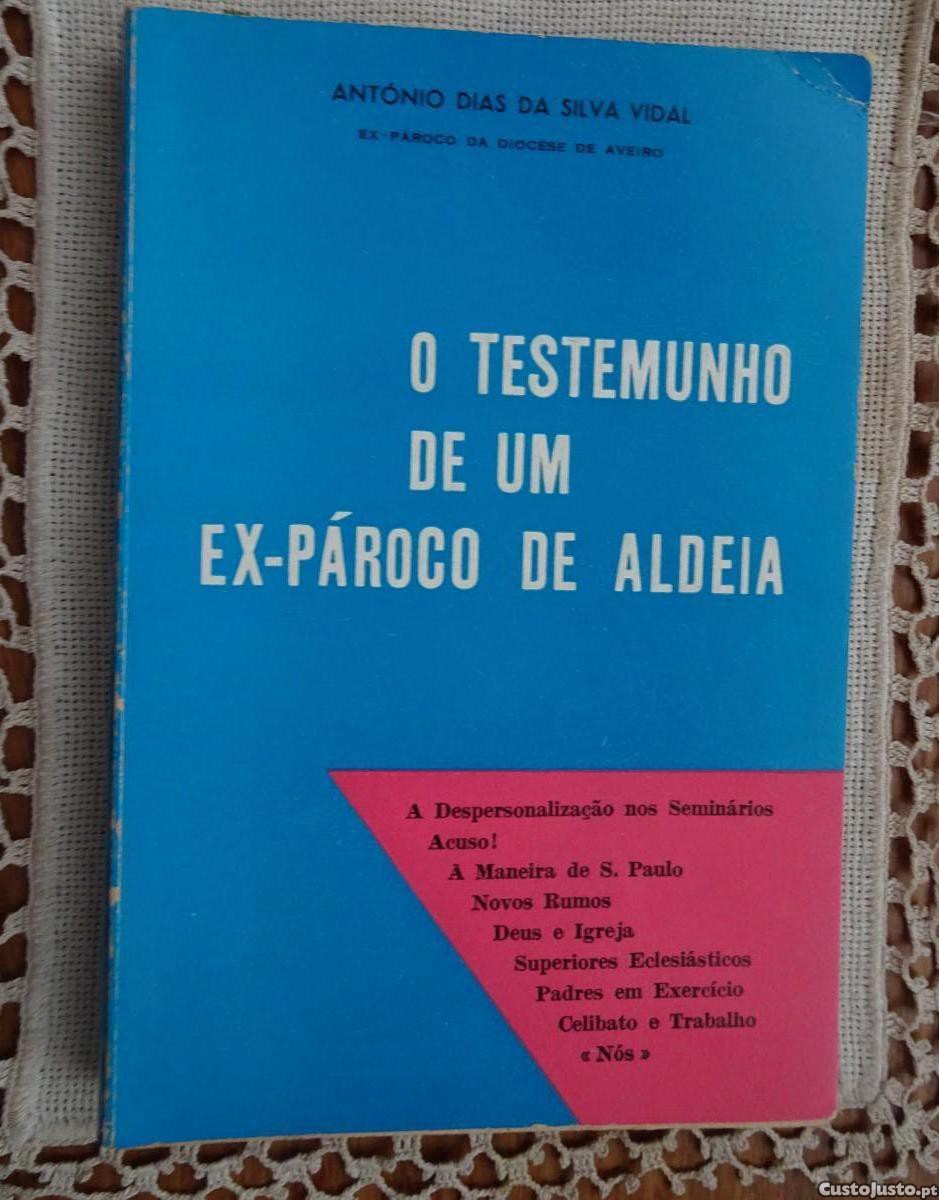 ANTÓNIO DIAS DA SILVA VIDAL
EX-PÁROCO DA DIOCESE DE AVEIRO
O TESTEMUNHO
DE UM
EX-PÁROCO DE ALDEIA
A Despersonalização nos Seminários
Acuso!
À Maneira de S. Paulo
Novos Rumos
Deus e Igreja
Superiores Eclesiásticos
Padres em Exercício
Celibato e Trabalho
« Nós »
CustoJusto.pt